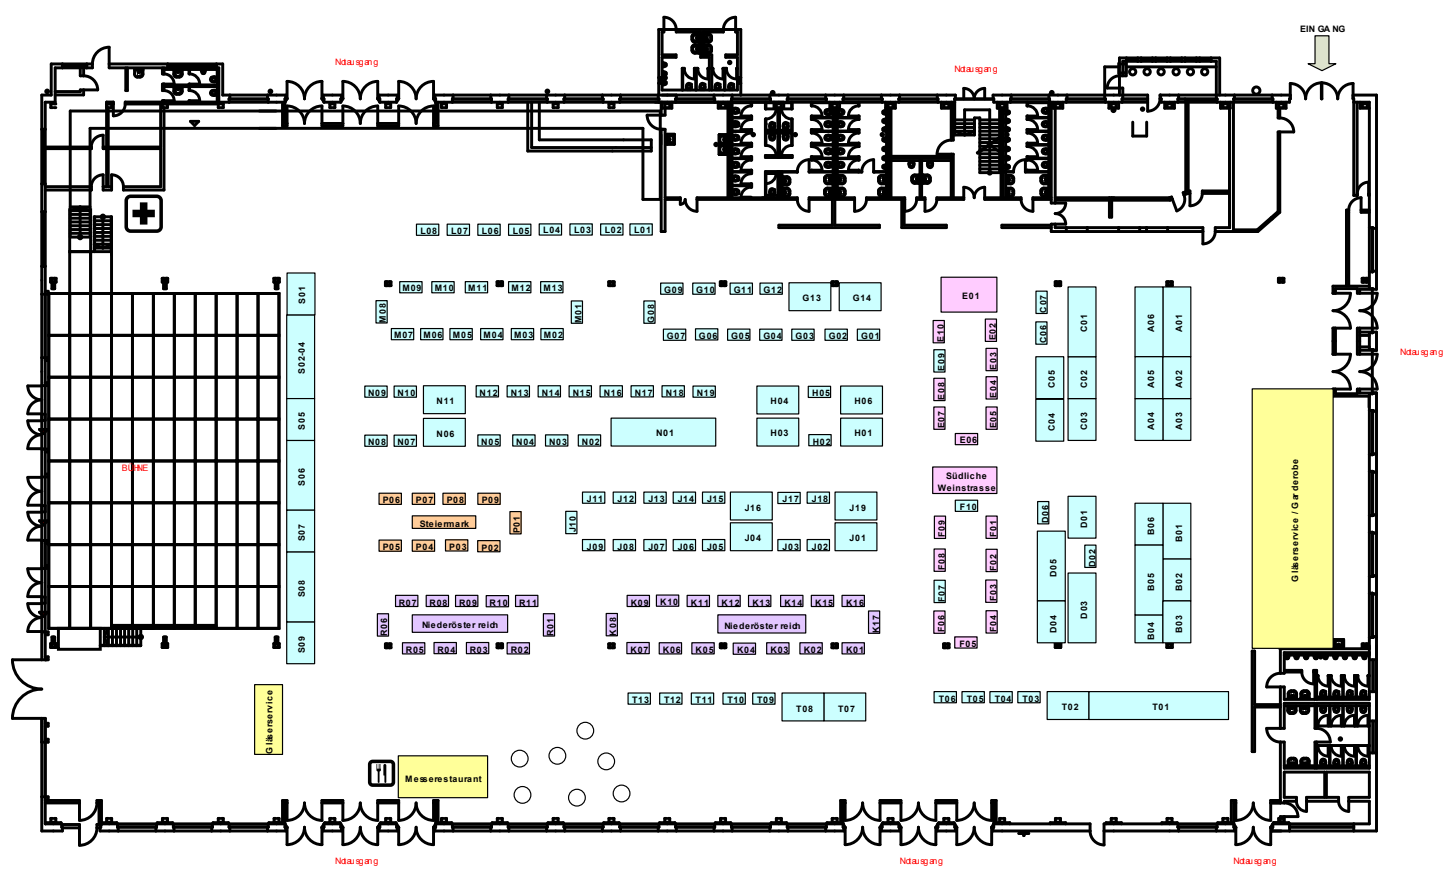 EINGANG
Notausgang
Notausgang
L08 L07 L06 L05 L04 L03 L02 L01
S01
M09 M10 M11 M12 M13
M08
M01
M07 M06 M05 M04 M03 M02
G09 G10 G11 G12 G13 G14
G08
G07 G06 G05 G04 G03 G02 G01
E01
E10 E02
E09 E03
E08 E04
E07 E05
E06
C07
C06
C01
C05 C02
C04 C03
A06 A01
A05 A02
A04 A03
Notausgang
S02-04
S05
S06
S07
S08
S09
BÜHNE
N09 N10 N11 N12 N13 N14 N15 N16 N17 N18 N19
N08 N07 N06 N05 N04 N03 N02 N01
H04 H05 H06
H03 H02 H01
Südliche
Weinstrasse
F10
F09 F01
F08 F02
F07 F03
F06 F04
F05
D06 D01
D02
D05
D04 D03
B06 B01
B05 B02
B04 B03
Gläserservice / Garderobe
P06 P07 P08 P09
Steiermark
P01
P05 P04 P03 P02
J11 J12 J13 J14 J15 J16 J17 J18 J19
J10
J09 J08 J07 J06 J05 J04 J03 J02 J01
R07 R08 R09 R10 R11
R06
Niederösterreich
R01
R05 R04 R03 R02
K09 K10 K11 K12 K13 K14 K15 K16
K08
Niederösterreich
K17
K07 K06 K05 K04 K03 K02 K01
T13 T12 T11 T10 T09 T08 T07
T06 T05 T04 T03 T02 T01
Gläserservice
Messerestaurant
Notausgang
Notausgang
Notausgang